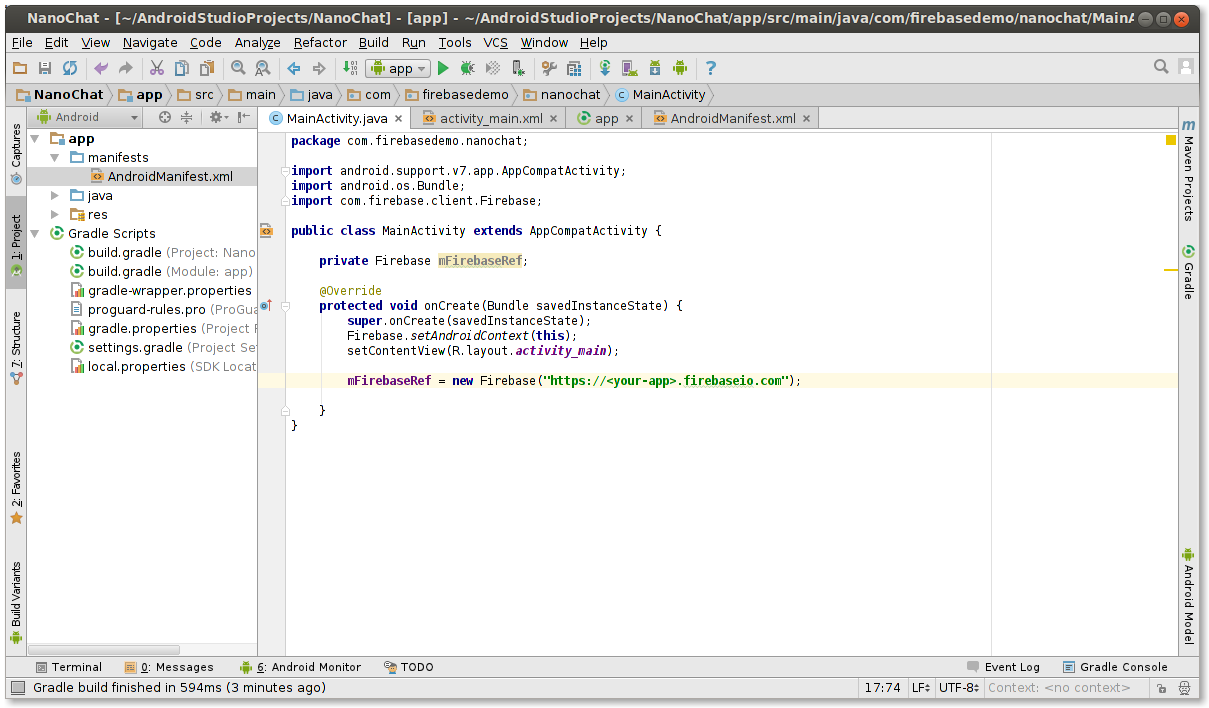 NanoChat - [~/AndroidStudioProjects/NanoChat] - [app] - ~/AndroidStudioProjects/NanoChat/app/src/main/java/com/firebasedemo/nanochat/MainA
File Edit View Navigate Code Analyze Refactor Build Run Tools VCS Window Help
app
NanoChat app src main java com firebasedemo nanochat MainActivity
Android
MainActivity.java activity_main.xml app AndroidManifest.xml
Captures
1: Project
7: Structure
2: Favorites
Build Variants
app
manifests
AndroidManifest.xml
java
res
Gradle Scripts
build.gradle (Project: Nano
build.gradle (Module: app)
gradle-wrapper.properties
proguard-rules.pro (ProGua
gradle.properties (Project P
settings.gradle (Project Set
local.properties (SDK Locat
package com.firebasedemo.nanochat;
import android.support.v7.app.AppCompatActivity;
import android.os.Bundle;
import com.firebase.client.Firebase;
public class MainActivity extends AppCompatActivity {
private Firebase mFirebaseRef;
@Override
protected void onCreate(Bundle savedInstanceState) {
super.onCreate(savedInstanceState);
Firebase.setAndroidContext(this);
setContentView(R.layout.activity_main);
mFirebaseRef = new Firebase("https://<your-app>.firebaseio.com");
}
}
Maven Projects
Gradle
Android Model
Terminal 0: Messages 6: Android Monitor TODO Event Log Gradle Console
Gradle build finished in 594ms (3 minutes ago) 17:74 LF UTF-8 Context: <no context>